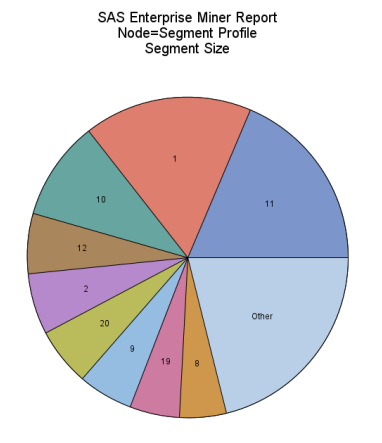 SAS Enterprise Miner Report
Node=Segment Profile
Segment Size
1
11
10
12
2
Other
20
9
19
8